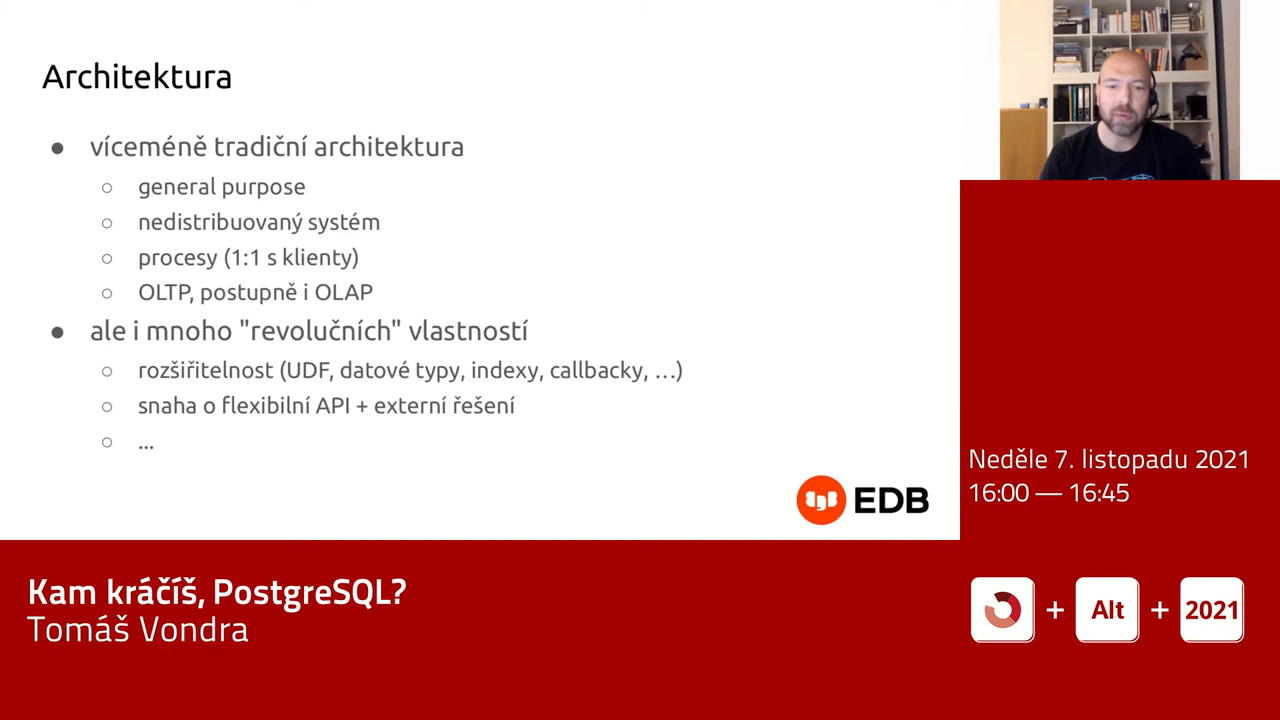 Architektura
● víceméně tradiční architektura
○ general purpose
○ nedistribuovaný systém
○ procesy (1:1 s klienty)
○ OLTP, postupně i OLAP
● ale i mnoho "revolučních" vlastností
○ rozšiřitelnost (UDF, datové typy, indexy, callbacky, …)
○ snaha o flexibilní API + externí řešení
○ ...
EDB
Neděle 7. listopadu 2021
16:00 — 16:45
Kam kráčíš, PostgreSQL?
Tomáš Vondra
+ Alt + 2021